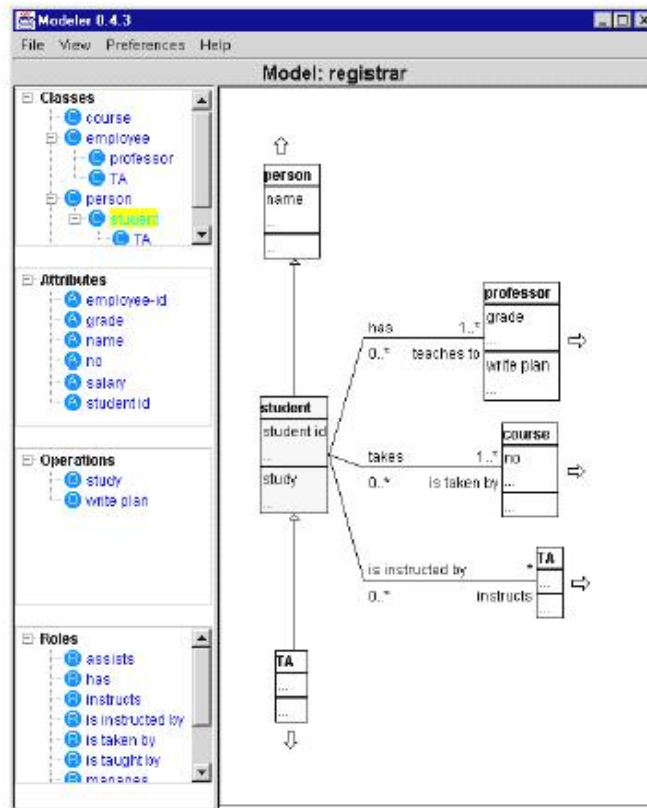 Modeler 0.4.3
File View Preferences Help
Model: registrar
Classes
course
employee
professor
TA
person
student
TA
Attributes
employee-id
grade
name
no
salary
student id
Operations
study
write plan
Roles
assists
has
instructs
is instructed by
is taken by
is taught by
manages
person
name
...
...
student
student id
...
study
...
TA
...
...
has 1..*
0..* teaches to
professor
grade
...
write plan
...
takes 1..*
0..* is taken by
course
no
...
...
is instructed by *
0..* instructs
TA
...
...